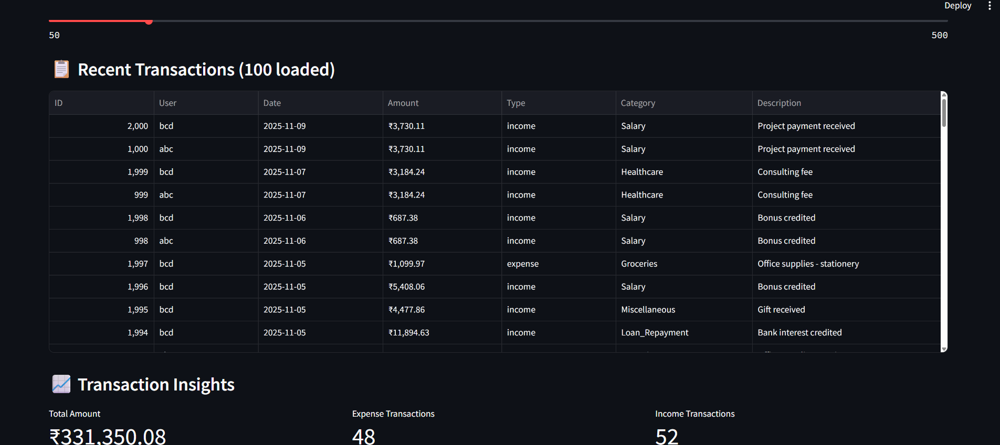 Deploy
50 500
Recent Transactions (100 loaded)
ID User Date Amount Type Category Description
2,000 bcd 2025-11-09 ₹3,730.11 income Salary Project payment received
1,000 abc 2025-11-09 ₹3,730.11 income Salary Project payment received
1,999 bcd 2025-11-07 ₹3,184.24 income Healthcare Consulting fee
999 abc 2025-11-07 ₹3,184.24 income Healthcare Consulting fee
1,998 bcd 2025-11-06 ₹687.38 income Salary Bonus credited
998 abc 2025-11-06 ₹687.38 income Salary Bonus credited
1,997 bcd 2025-11-05 ₹1,099.97 expense Groceries Office supplies - stationery
1,996 bcd 2025-11-05 ₹5,408.06 income Salary Bonus credited
1,995 bcd 2025-11-05 ₹4,477.86 income Miscellaneous Gift received
1,994 bcd 2025-11-05 ₹11,894.63 income Loan_Repayment Bank interest credited
Transaction Insights
Total Amount Expense Transactions Income Transactions
₹331,350.08 48 52